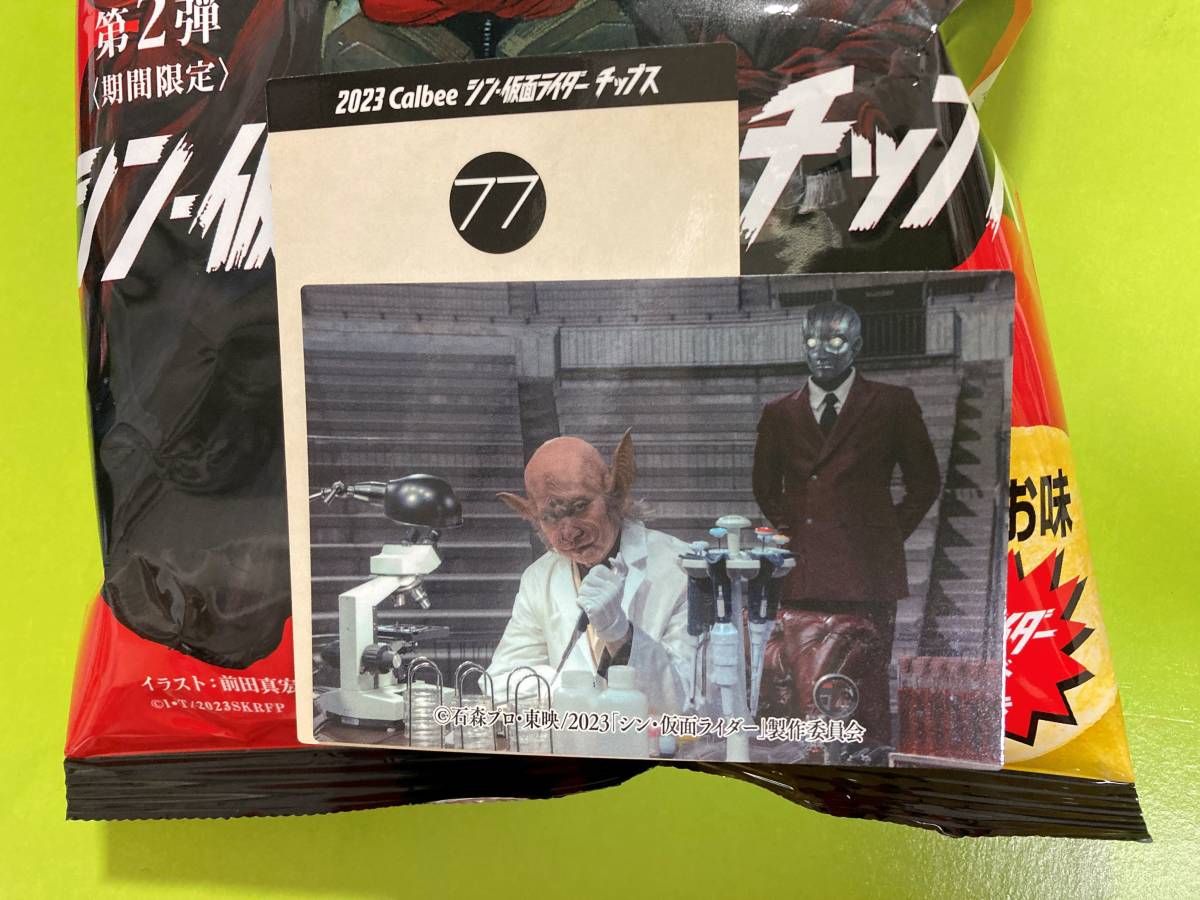 第2弾
〈期間限定〉
シン・仮
チップ
2023 Calbee シン・仮面ライダー チップス
77
お味
イダー
イラスト：前田真宏
©I・T/2023SKRFP
©石森プロ・東映/2023「シン・仮面ライダー」製作委員会